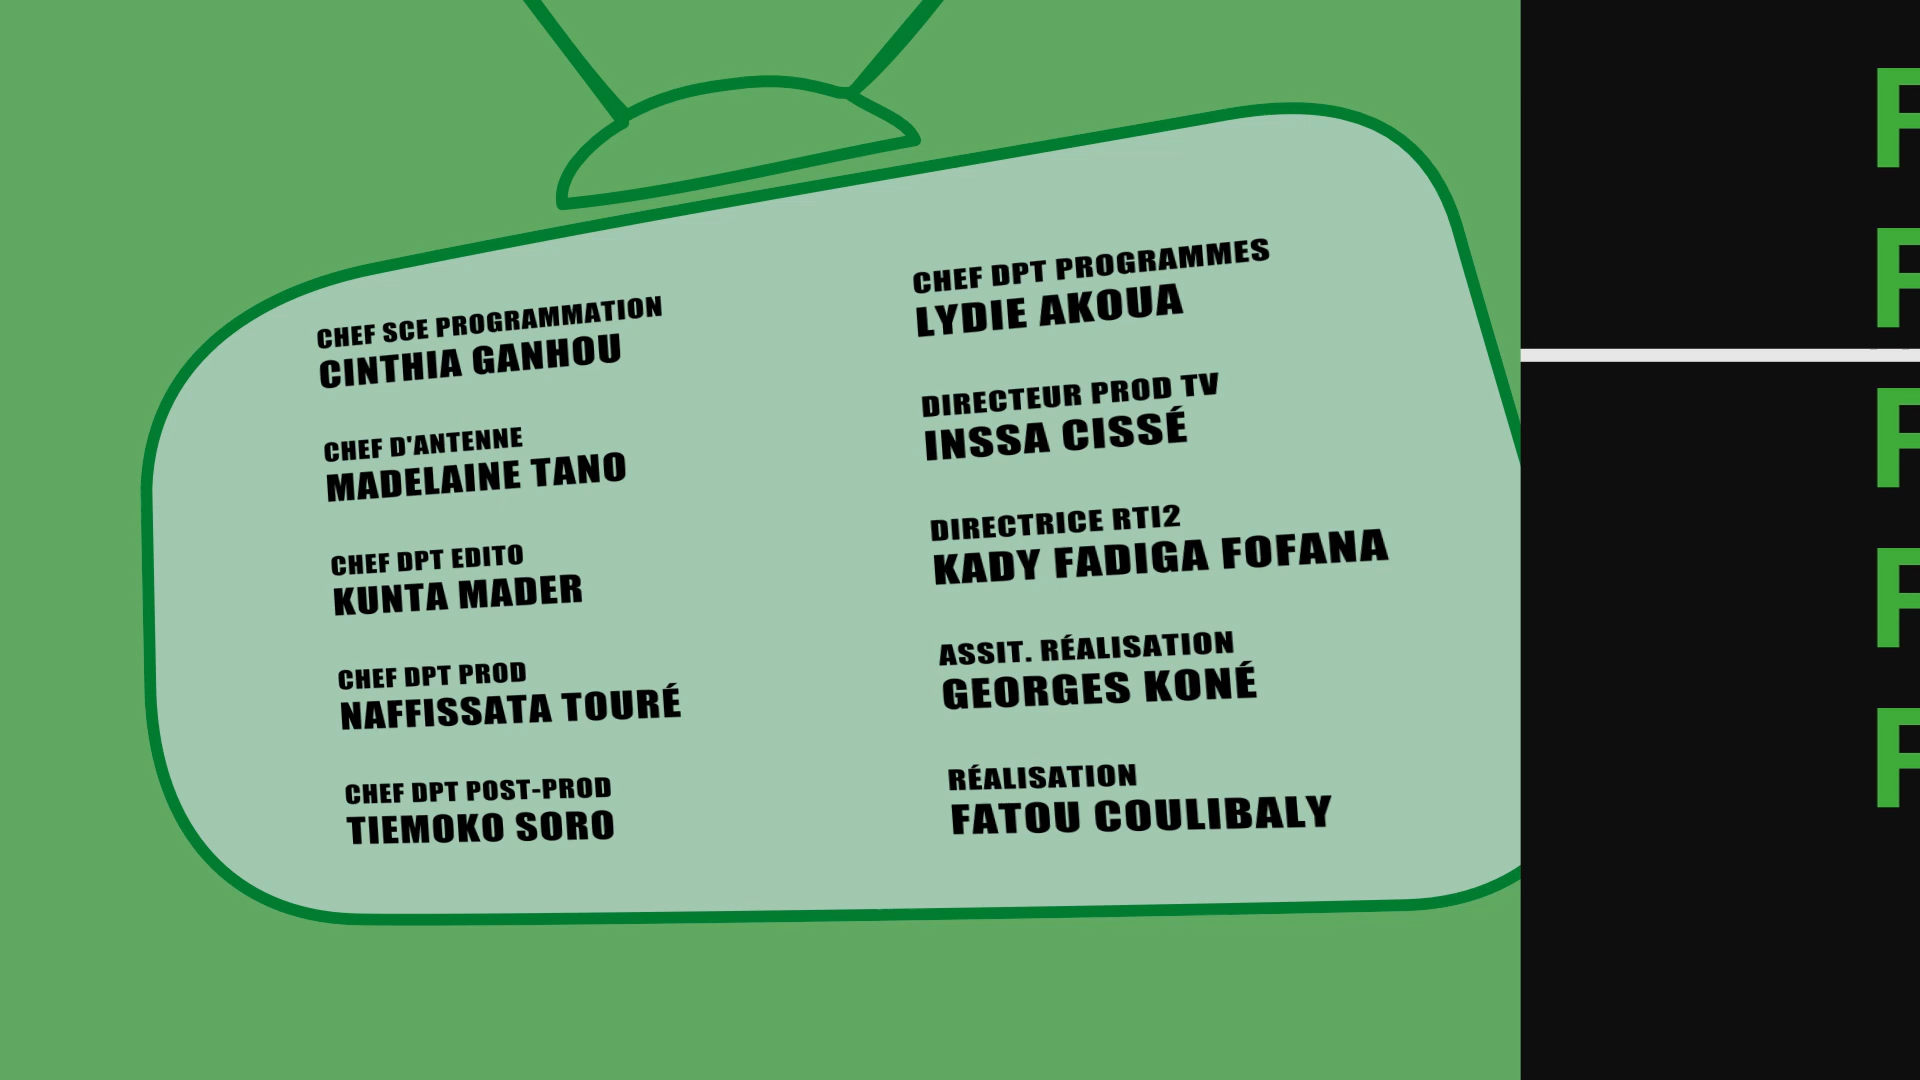 CHEF SCE PROGRAMMATION
CINTHIA GANHOU
CHEF D'ANTENNE
MADELAINE TANO
CHEF DPT EDITO
KUNTA MADER
CHEF DPT PROD
NAFFISSATA TOURÉ
CHEF DPT POST-PROD
TIEMOKO SORO
CHEF DPT PROGRAMMES
LYDIE AKOUA
DIRECTEUR PROD TV
INSSA CISSÉ
DIRECTRICE RTI2
KADY FADIGA FOFANA
ASSIT. RÉALISATION
GEORGES KONÉ
RÉALISATION
FATOU COULIBALY